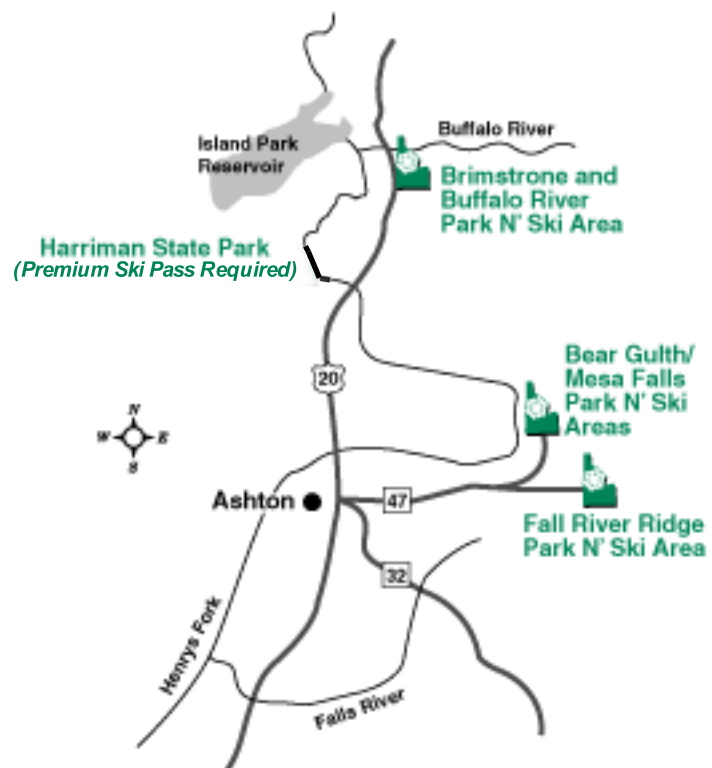 Buffalo River
Island Park
Reservoir
Brimstrone and
Buffalo River
Park N' Ski Area
Harriman State Park
(Premium Ski Pass Required)
Bear Gulth/
Mesa Falls
Park N' Ski
Areas
20
N
W E
S
Ashton
47
Fall River Ridge
Park N' Ski Area
32
Henrys Fork
Falls River